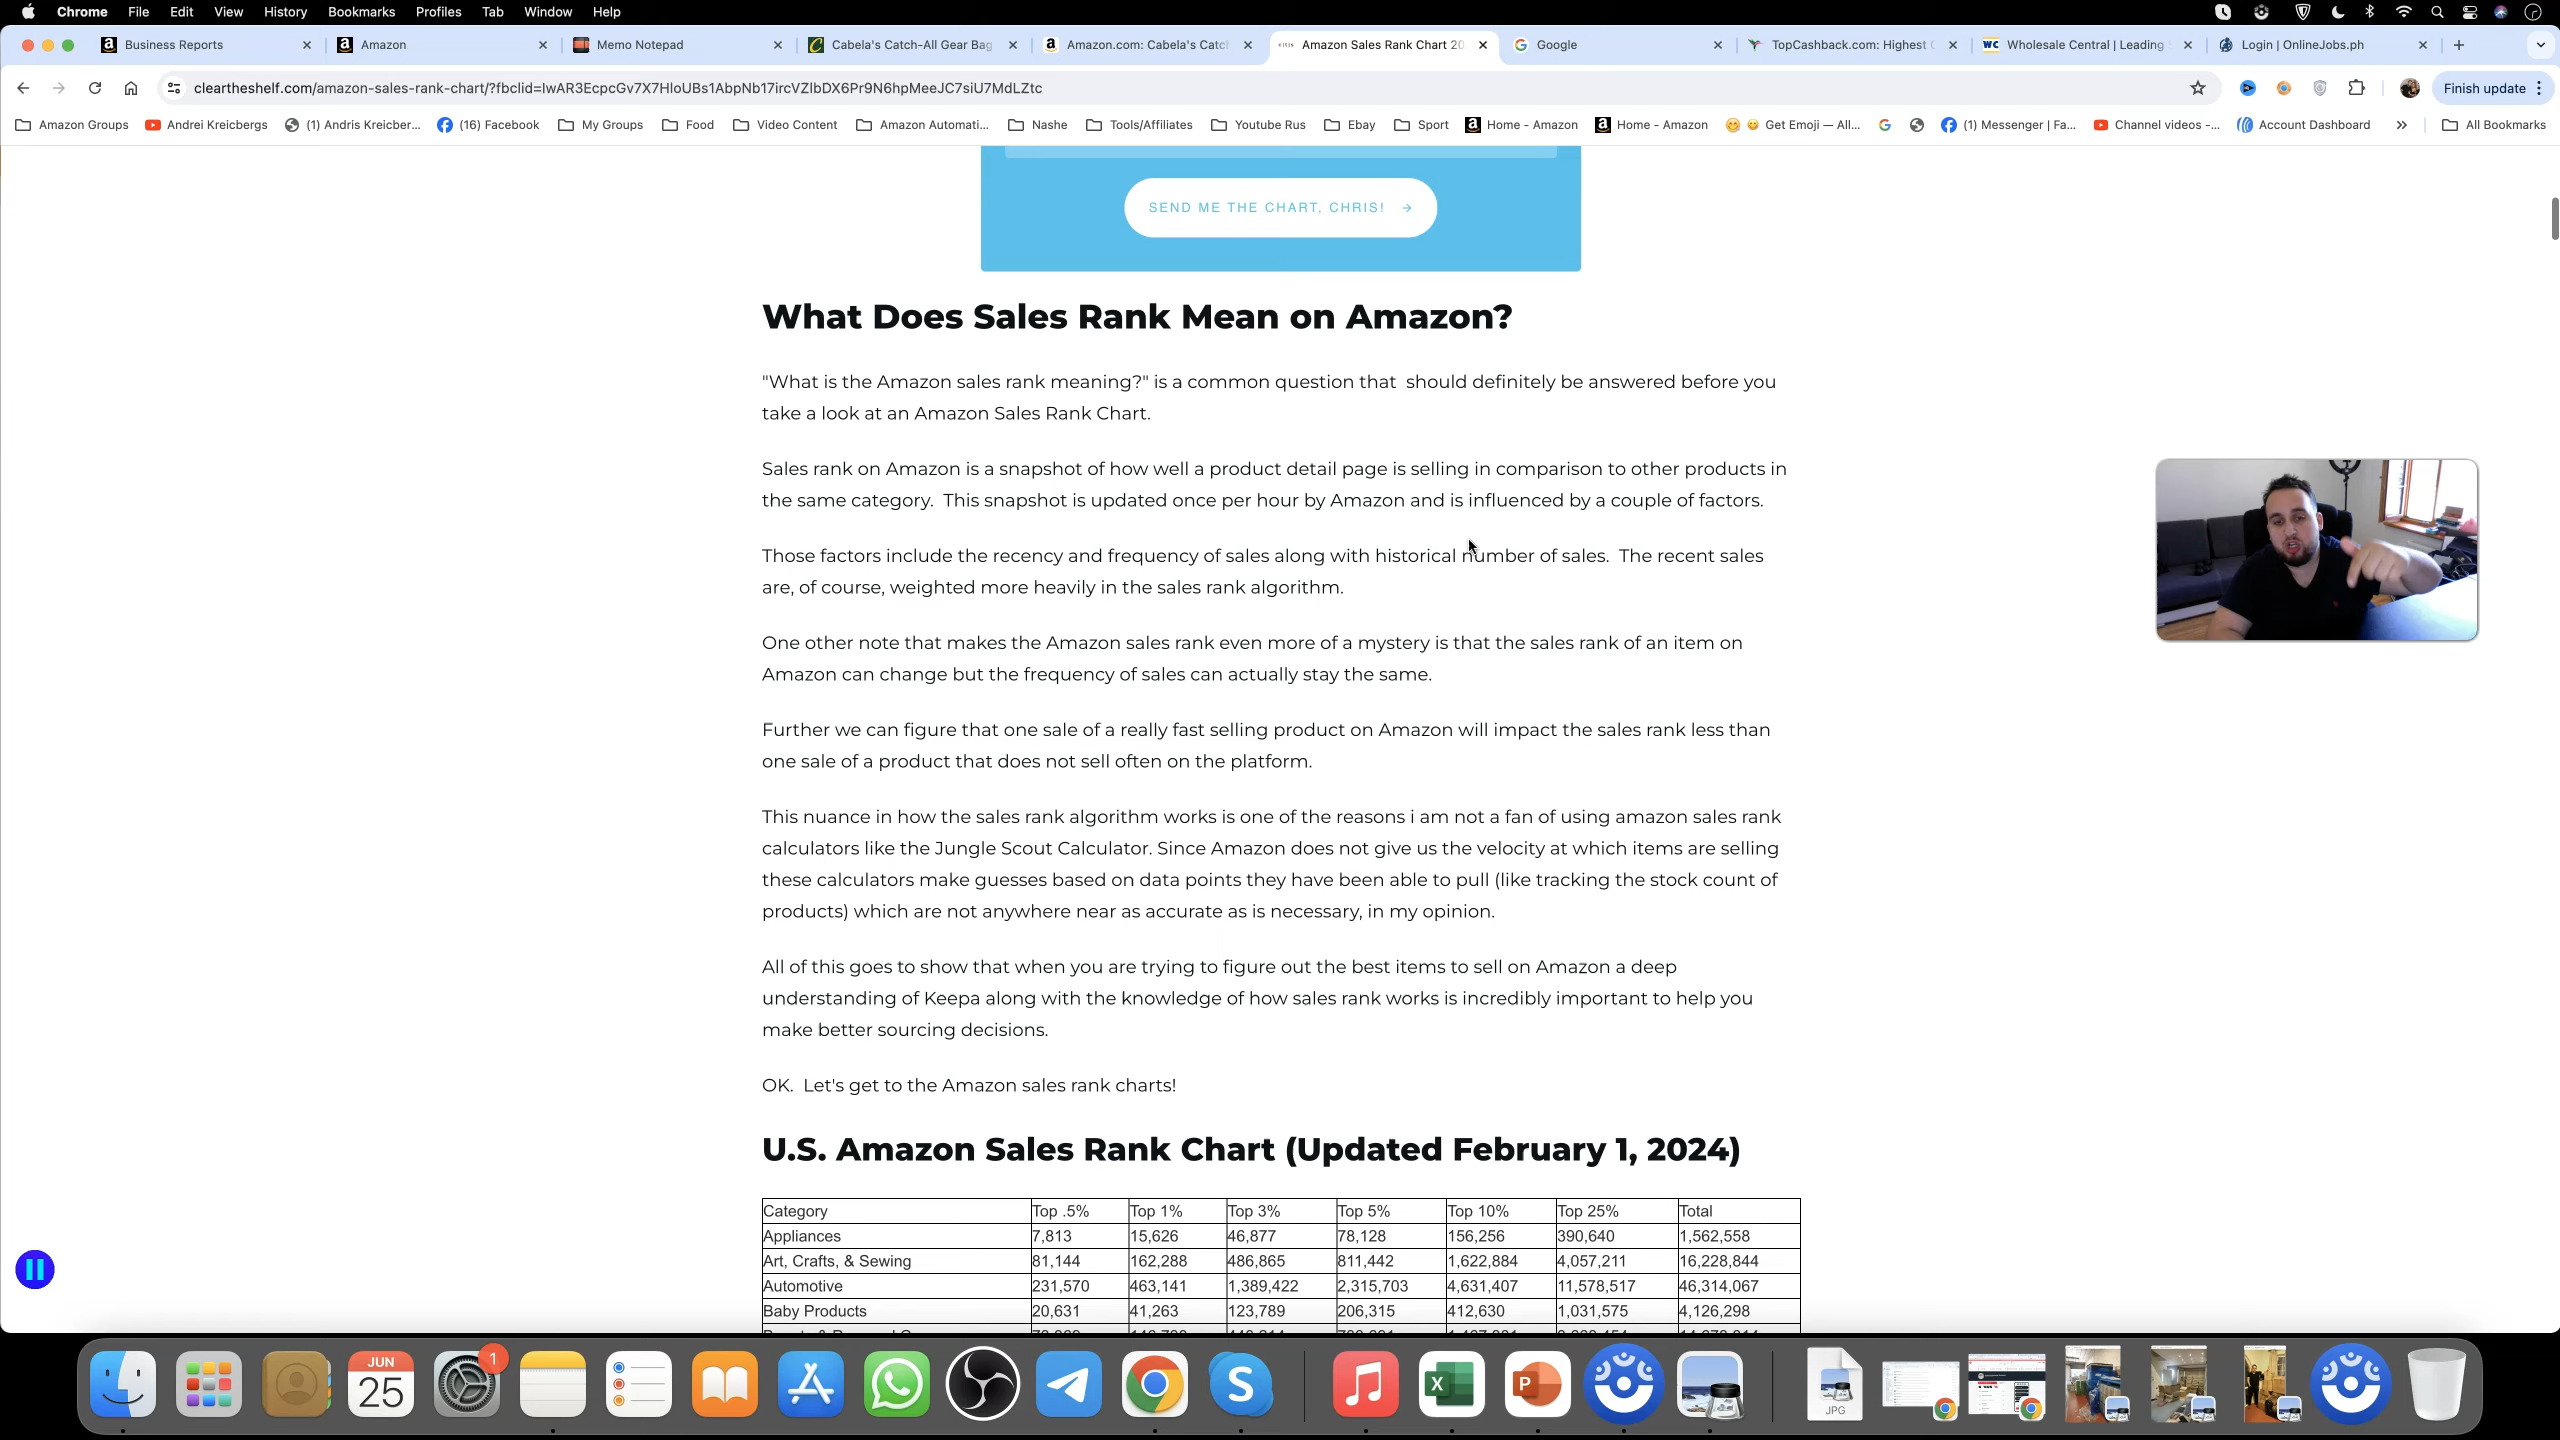 Chrome File Edit View History Bookmarks Profiles Tab Window Help
Business Reports
Amazon
Memo Notepad
Cabela's Catch-All Gear Bag
Amazon.com: Cabela's Catc
Amazon Sales Rank Chart 20
Google
TopCashback.com: Highest
Wholesale Central | Leading
Login | OnlineJobs.ph
cleartheshelf.com/amazon-sales-rank-chart/?fbclid=IwAR3EcpcGv7X7HloUBs1AbpNb17ircVZIbDX6Pr9N6hpMeeJC7siU7MdLZtc
Finish update
Amazon Groups
Andrei Kreicbergs
(1) Andris Kreicber...
(16) Facebook
My Groups
Food
Video Content
Amazon Automati...
Nashe
Tools/Affiliates
Youtube Rus
Ebay
Sport
Home - Amazon
Home - Amazon
Get Emoji — All...
(1) Messenger | Fa...
Channel videos -...
Account Dashboard
All Bookmarks
SEND ME THE CHART, CHRIS! →
What Does Sales Rank Mean on Amazon?
"What is the Amazon sales rank meaning?" is a common question that should definitely be answered before you
take a look at an Amazon Sales Rank Chart.
Sales rank on Amazon is a snapshot of how well a product detail page is selling in comparison to other products in
the same category. This snapshot is updated once per hour by Amazon and is influenced by a couple of factors.
Those factors include the recency and frequency of sales along with historical number of sales. The recent sales
are, of course, weighted more heavily in the sales rank algorithm.
One other note that makes the Amazon sales rank even more of a mystery is that the sales rank of an item on
Amazon can change but the frequency of sales can actually stay the same.
Further we can figure that one sale of a really fast selling product on Amazon will impact the sales rank less than
one sale of a product that does not sell often on the platform.
This nuance in how the sales rank algorithm works is one of the reasons i am not a fan of using amazon sales rank
calculators like the Jungle Scout Calculator. Since Amazon does not give us the velocity at which items are selling
these calculators make guesses based on data points they have been able to pull (like tracking the stock count of
products) which are not anywhere near as accurate as is necessary, in my opinion.
All of this goes to show that when you are trying to figure out the best items to sell on Amazon a deep
understanding of Keepa along with the knowledge of how sales rank works is incredibly important to help you
make better sourcing decisions.
OK. Let's get to the Amazon sales rank charts!
U.S. Amazon Sales Rank Chart (Updated February 1, 2024)
Category Top .5% Top 1% Top 3% Top 5% Top 10% Top 25% Total
Appliances 7,813 15,626 46,877 78,128 156,256 390,640 1,562,558
Art, Crafts, & Sewing 81,144 162,288 486,865 811,442 1,622,884 4,057,211 16,228,844
Automotive 231,570 463,141 1,389,422 2,315,703 4,631,407 11,578,517 46,314,067
Baby Products 20,631 41,263 123,789 206,315 412,630 1,031,575 4,126,298
JUN
25
1
JPG